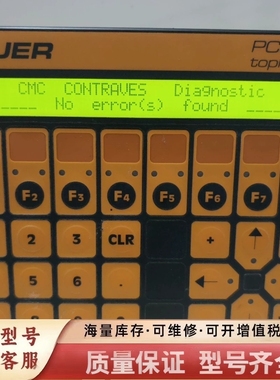 UER PC
topli
CMC CONTRAVES Diagnostic
No error(s) found
F2 F3 F4 F5 F6 F7
2 3 CLR +
5 6
型号 海量库存·可维修·可开增值税
客服 质量保证 型号齐